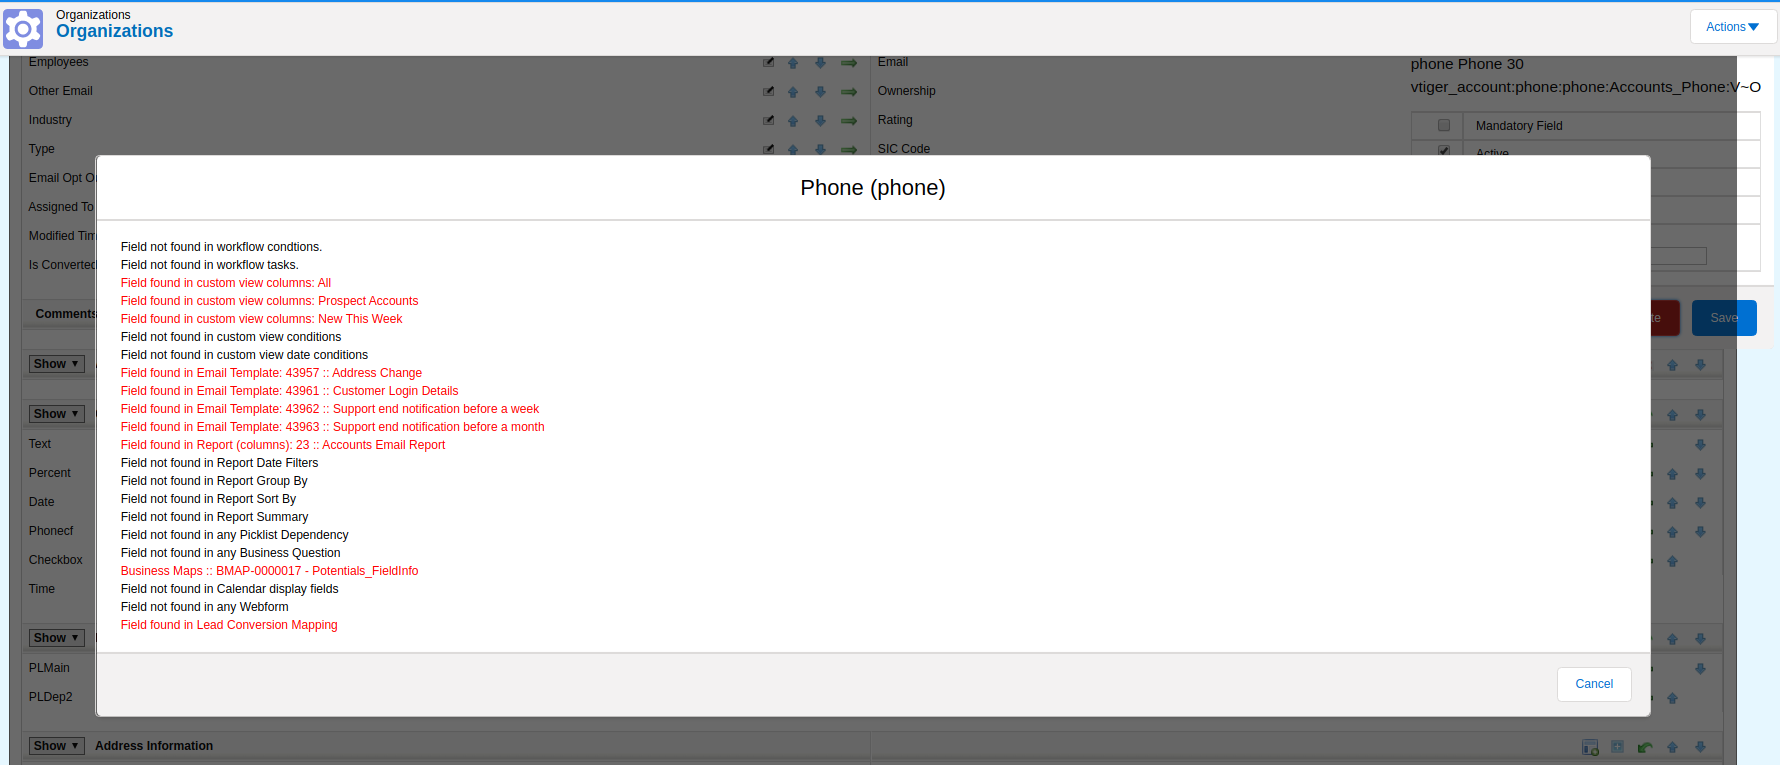 Organizations
Organizations
Actions
Employees
Email
phone Phone 30
Other Email
Ownership
vtiger_account:phone:phone:Accounts_Phone:V~O
Industry
Rating
Mandatory Field
Type
SIC Code
Active
Email Opt O
Assigned To
Modified Tim
Is Converted
Phone (phone)
Field not found in workflow condtions.
Field not found in workflow tasks.
Field found in custom view columns: All
Field found in custom view columns: Prospect Accounts
Field found in custom view columns: New This Week
Field not found in custom view conditions
Field not found in custom view date conditions
Field found in Email Template: 43957 :: Address Change
Field found in Email Template: 43961 :: Customer Login Details
Field found in Email Template: 43962 :: Support end notification before a week
Field found in Email Template: 43963 :: Support end notification before a month
Field found in Report (columns): 23 :: Accounts Email Report
Field not found in Report Date Filters
Field not found in Report Group By
Field not found in Report Sort By
Field not found in Report Summary
Field not found in any Picklist Dependency
Field not found in any Business Question
Business Maps :: BMAP-0000017 - Potentials_FieldInfo
Field not found in Calendar display fields
Field not found in any Webform
Field found in Lead Conversion Mapping
Cancel
Comments
te
Save
Show
Show
Text
Percent
Date
Phonecf
Checkbox
Time
Show
PLMain
PLDep2
Show
Address Information